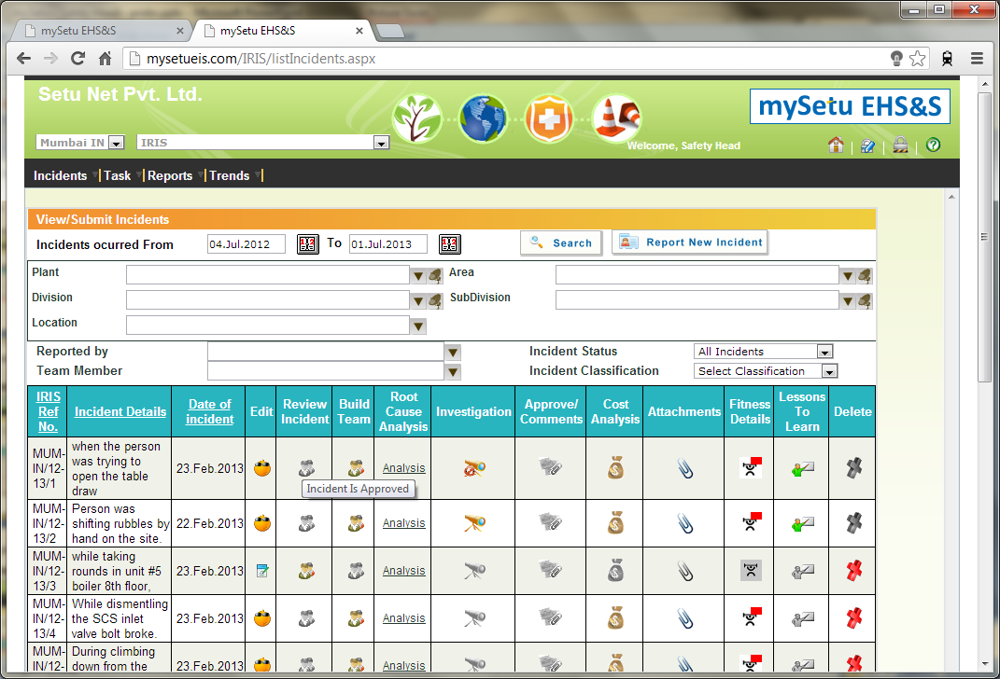 mySetu EHS&S
mySetu EHS&S
mysetueis.com/IRIS/listIncidents.aspx
Setu Net Pvt. Ltd.
mySetu EHS&S
Mumbai IN IRIS
Welcome, Safety Head
Incidents Task Reports Trends
View/Submit Incidents
Incidents ocurred From 04.Jul.2012 To 01.Jul.2013 Search Report New Incident
Plant Area
Division SubDivision
Location
Reported by Incident Status All Incidents
Team Member Incident Classification Select Classification
IRIS Ref No. Incident Details Date of incident Edit Review Incident Build Team Root Cause Analysis Investigation Approve/ Comments Cost Analysis Attachments Fitness Details Lessons To Learn Delete
MUM-
IN/12-
13/1
when the person
was trying to
open the table
draw
23.Feb.2013
Analysis
Incident Is Approved
MUM-
IN/12-
13/2
Person was
shifting rubbles by
hand on the site.
22.Feb.2013
Analysis
MUM-
IN/12-
13/3
while taking
rounds in unit #5
boiler 8th floor,
23.Feb.2013
Analysis
MUM-
IN/12-
13/4
While dismentling
the SCS inlet
valve bolt broke.
23.Feb.2013
Analysis
MUM-
IN/12-
During climbing
down from the
23.Feb.2013
Analysis